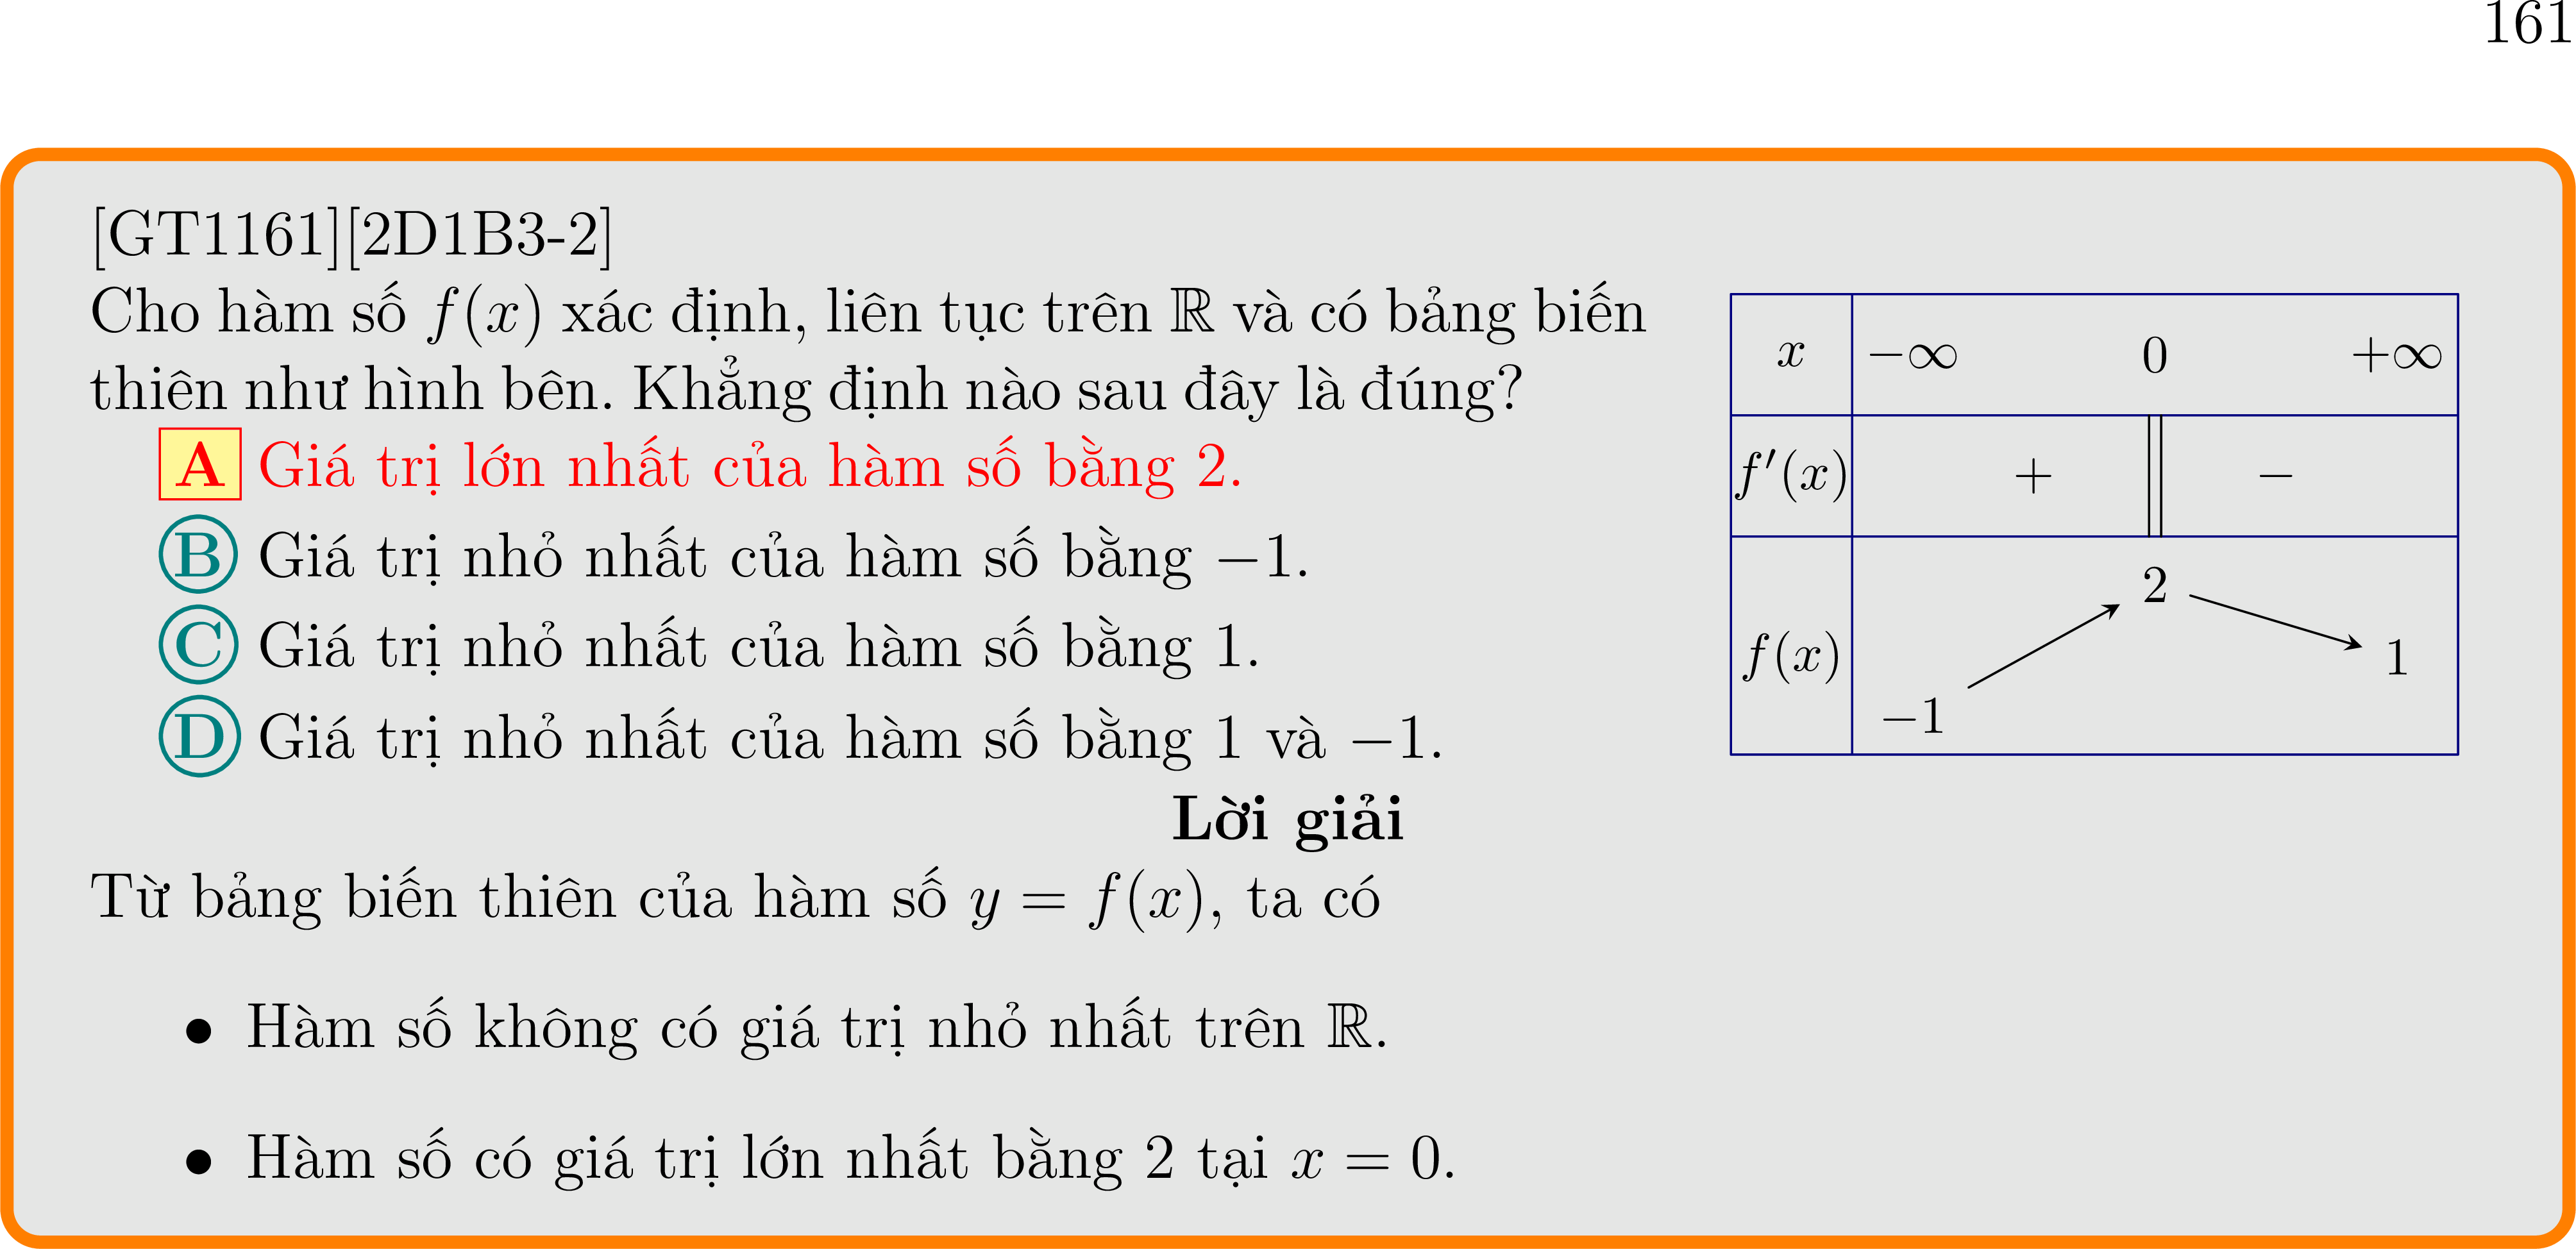 161
[GT1161][2D1B3-2]
Cho hàm số f(x) xác định, liên tục trên ℝ và có bảng biến
thiên như hình bên. Khẳng định nào sau đây là đúng?
A Giá trị lớn nhất của hàm số bằng 2.
B Giá trị nhỏ nhất của hàm số bằng −1.
C Giá trị nhỏ nhất của hàm số bằng 1.
D Giá trị nhỏ nhất của hàm số bằng 1 và −1.
x −∞ 0 +∞
f′(x) + −
f(x) −1 2 1
Lời giải
Từ bảng biến thiên của hàm số y = f(x), ta có
• Hàm số không có giá trị nhỏ nhất trên ℝ.
• Hàm số có giá trị lớn nhất bằng 2 tại x = 0.